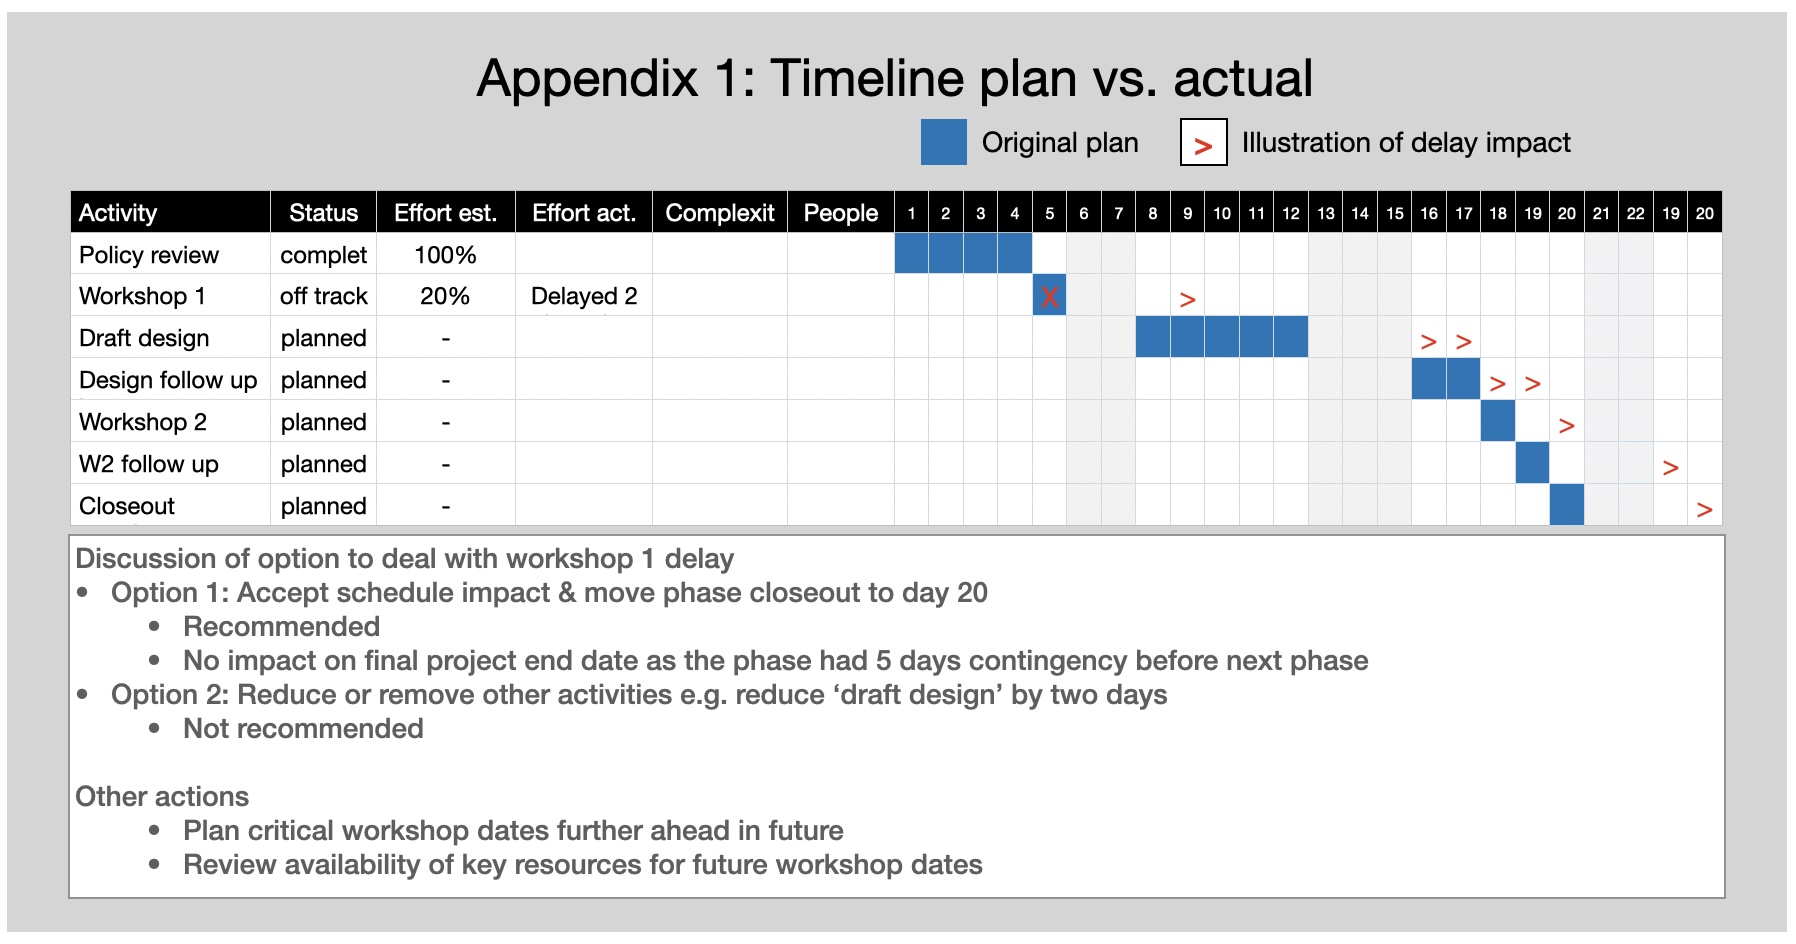 Appendix 1: Timeline plan vs. actual
Original plan > Illustration of delay impact
Activity Status Effort est. Effort act. Complexit People 1 2 3 4 5 6 7 8 9 10 11 12 13 14 15 16 17 18 19 20 21 22 19 20
Policy review complet 100%
Workshop 1 off track 20% Delayed 2 X >
Draft design planned - > >
Design follow up planned - > >
Workshop 2 planned - >
W2 follow up planned - >
Closeout planned - >
Discussion of option to deal with workshop 1 delay
• Option 1: Accept schedule impact & move phase closeout to day 20
• Recommended
• No impact on final project end date as the phase had 5 days contingency before next phase
• Option 2: Reduce or remove other activities e.g. reduce ‘draft design’ by two days
• Not recommended
Other actions
• Plan critical workshop dates further ahead in future
• Review availability of key resources for future workshop dates